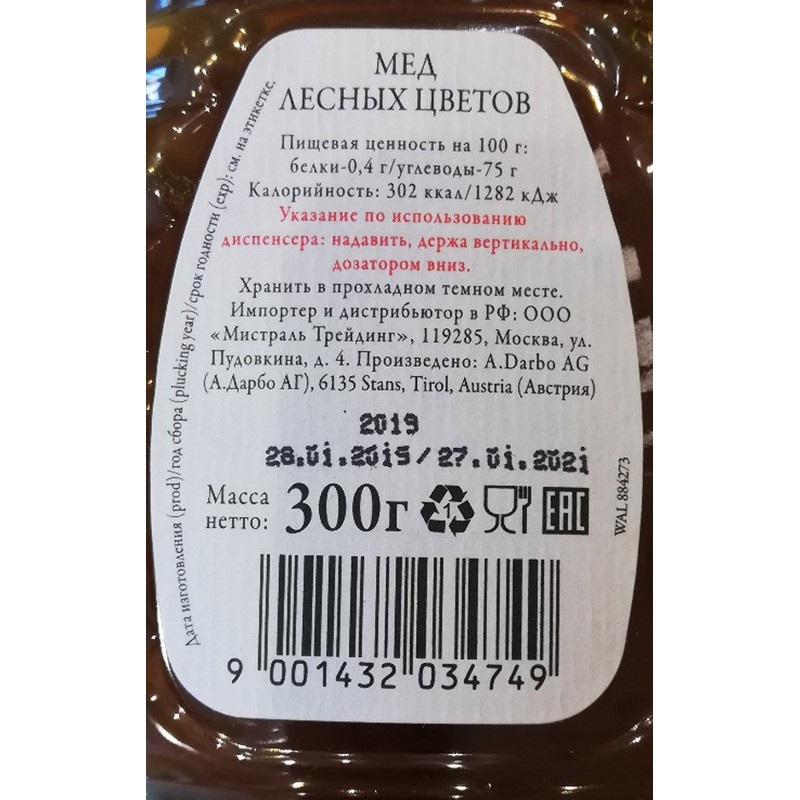 МЕД
ЛЕСНЫХ ЦВЕТОВ
Пищевая ценность на 100 г:
белки-0,4 г/углеводы-75 г
Калорийность: 302 ккал/1282 кДж
Указание по использованию
диспенсера: надавить, держа вертикально,
дозатором вниз.
Хранить в прохладном темном месте.
Импортер и дистрибьютор в РФ: ООО
«Мистраль Трейдинг», 119285, Москва, ул.
Пудовкина, д. 4. Произведено: A.Darbo AG
(А.Дарбо АГ), 6135 Stans, Tirol, Austria (Австрия)
2019
28.01.2019/27.01.2021
Масса
нетто: 300г 1 EAC
9 001432 034749
Дата изготовления (prod)/год сбора (plucking year)/срок годности (exp): см. на этикетке.
WAL 884273